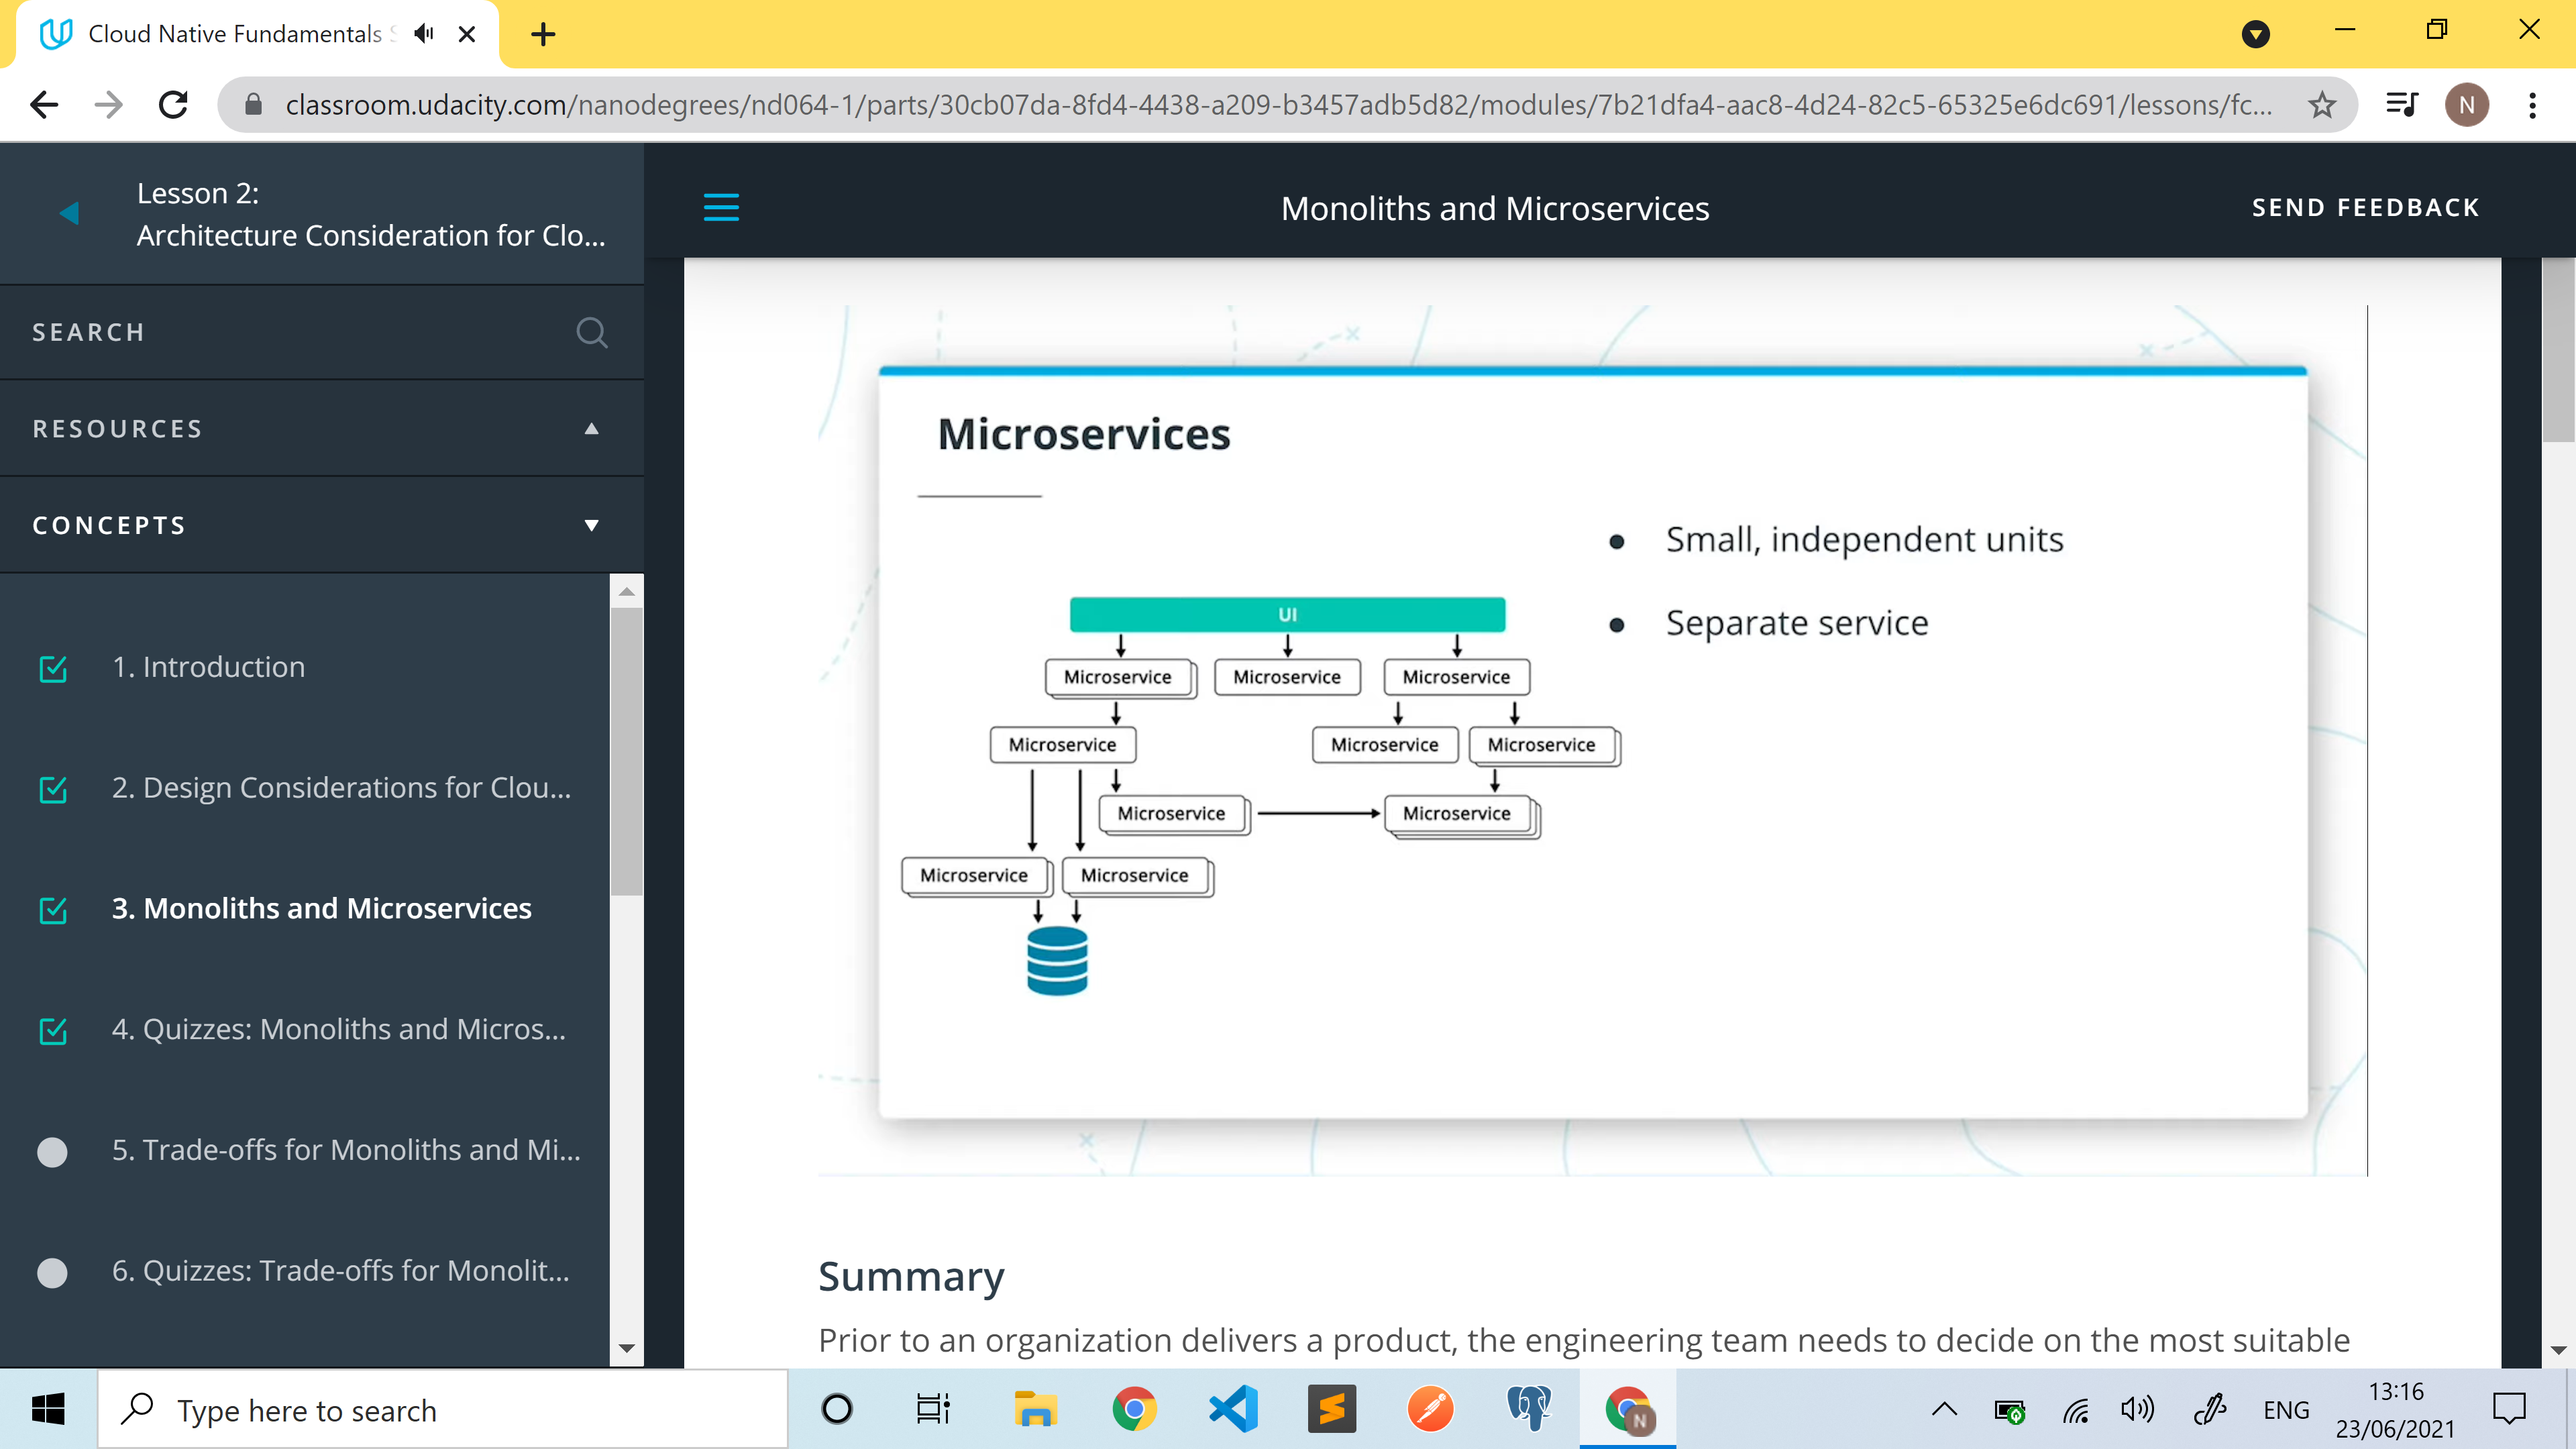 Cloud Native Fundamentals
classroom.udacity.com/nanodegrees/nd064-1/parts/30cb07da-8fd4-4438-a209-b3457adb5d82/modules/7b21dfa4-aac8-4d24-82c5-65325e6dc691/lessons/fc...
N
Lesson 2:
Architecture Consideration for Clo...
Monoliths and Microservices
SEND FEEDBACK
SEARCH
RESOURCES
CONCEPTS
1. Introduction
2. Design Considerations for Clou...
3. Monoliths and Microservices
4. Quizzes: Monoliths and Micros...
5. Trade-offs for Monoliths and Mi...
6. Quizzes: Trade-offs for Monolit...
Microservices
Small, independent units
Separate service
UI
Microservice Microservice Microservice
Microservice Microservice Microservice
Microservice Microservice
Microservice Microservice
Summary
Prior to an organization delivers a product, the engineering team needs to decide on the most suitable
Type here to search
N
ENG
13:16
23/06/2021